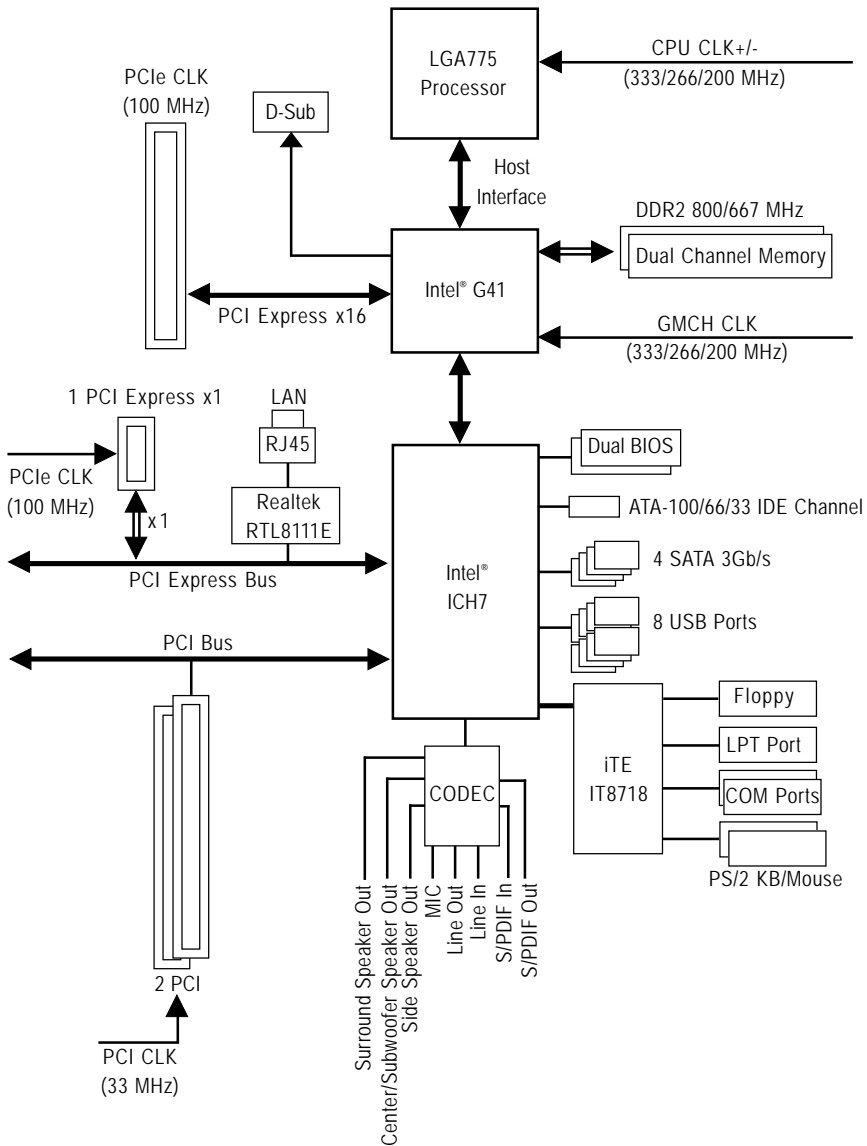 LGA775
Processor
CPU CLK+/-
(333/266/200 MHz)
PCIe CLK
(100 MHz)
D-Sub
Host
Interface
DDR2 800/667 MHz
Dual Channel Memory
Intel® G41
PCI Express x16
GMCH CLK
(333/266/200 MHz)
1 PCI Express x1
LAN
RJ45
Dual BIOS
PCIe CLK
(100 MHz)
x1
Realtek
RTL8111E
ATA-100/66/33 IDE Channel
PCI Express Bus
Intel®
ICH7
4 SATA 3Gb/s
8 USB Ports
PCI Bus
Floppy
LPT Port
iTE
IT8718
COM Ports
PS/2 KB/Mouse
CODEC
Surround Speaker Out
Center/Subwoofer Speaker Out
Side Speaker Out
MIC
Line Out
Line In
S/PDIF In
S/PDIF Out
2 PCI
PCI CLK
(33 MHz)